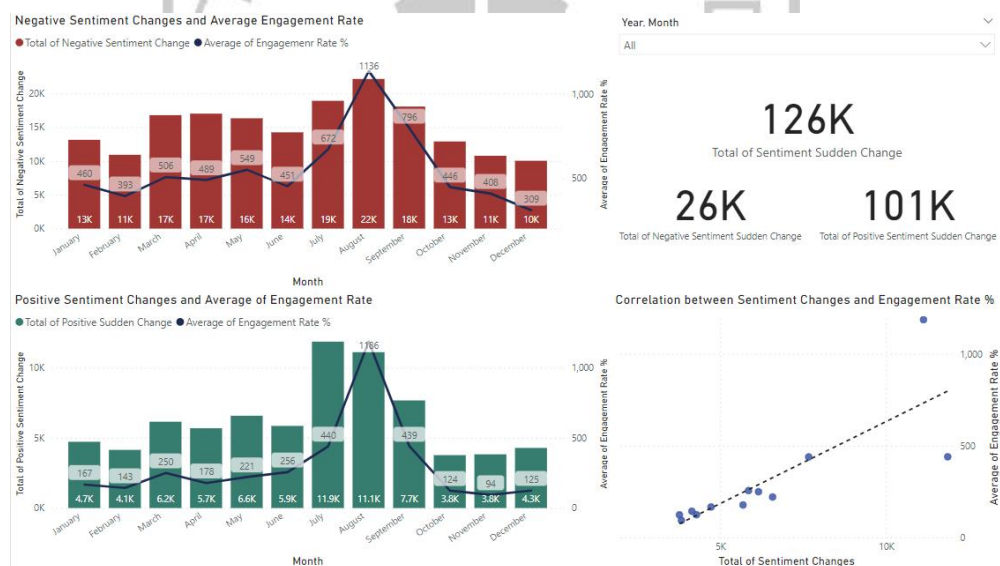 Negative Sentiment Changes and Average Engagement Rate
Total of Negative Sentiment Change Average of Engagemenr Rate %
Total of Negative Sentiment Change
20K
15K
10K
5K
0K
460
393
506
489
549
451
672
1136
796
446
408
309
13K
11K
17K
17K
16K
14K
19K
22K
18K
13K
11K
10K
1,000
500
Average of Engagement Rate %
January
February
March
April
May
June
July
August
September
October
November
December
Month
Year, Month
All
126K
Total of Sentiment Sudden Change
26K
Total of Negative Sentiment Sudden Change
101K
Total of Positive Sentiment Sudden Change
Positive Sentiment Changes and Average of Engagement Rate
Total of Positive Sudden Change Average of Engagement Rate %
Total of Positive Sentiment Change
10K
5K
0K
167
143
250
178
221
256
440
439
124
94
125
4.7K
4.1K
6.2K
5.7K
6.6K
5.9K
11.9K
11.1K
7.7K
3.8K
3.8K
4.3K
1,000
500
0
Average of Engagement Rate %
January
February
March
April
May
June
July
August
September
October
November
December
Month
Correlation between Sentiment Changes and Engagement Rate %
1,000
500
0
Average of Engagement Rate %
5K
10K
Total of Sentiment Changes